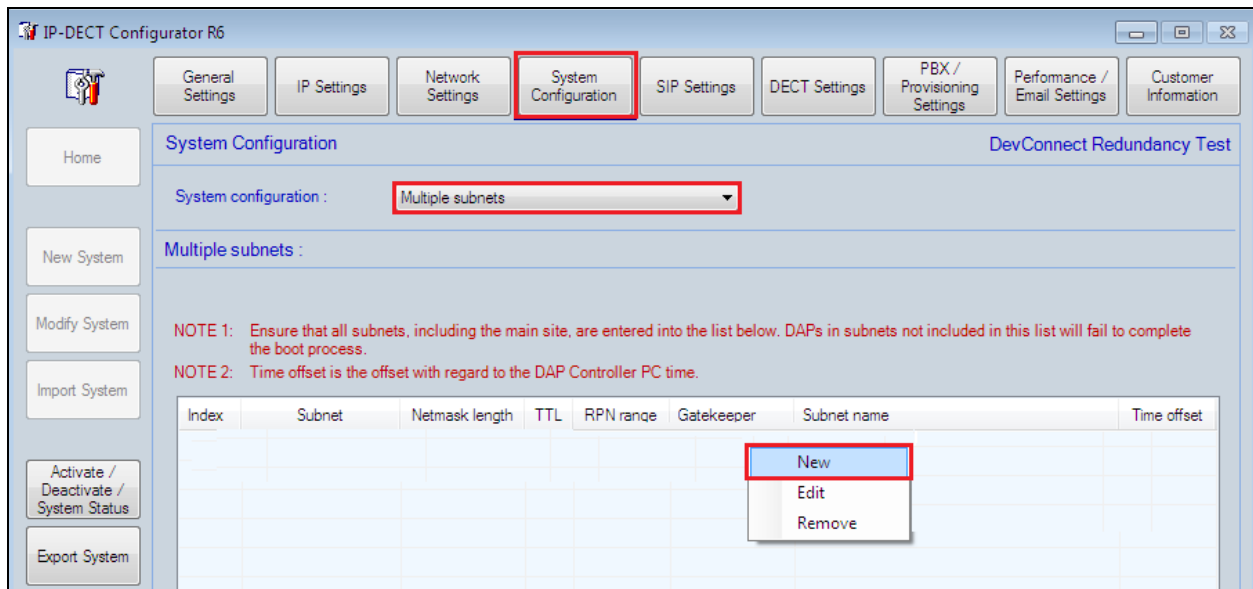 IP-DECT Configurator R6
General
Settings
IP Settings
Network
Settings
System
Configuration
SIP Settings
DECT Settings
PBX /
Provisioning
Settings
Perfomance /
Email Settings
Customer
Information
Home
New System
Modify System
Import System
Activate /
Deactivate /
System Status
Export System
System Configuration
DevConnect Redundancy Test
System configuration :
Multiple subnets
Multiple subnets :
NOTE 1: Ensure that all subnets, including the main site, are entered into the list below. DAPs in subnets not included in this list will fail to complete
the boot process.
NOTE 2: Time offset is the offset with regard to the DAP Controller PC time.
Index Subnet Netmask length TTL RPN range Gatekeeper Subnet name Time offset
New
Edit
Remove